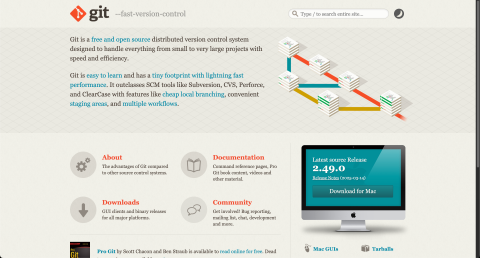 git --fast-version-control
Type / to search entire site...
Git is a free and open source distributed version control system
designed to handle everything from small to very large projects with
speed and efficiency.
Git is easy to learn and has a tiny footprint with lightning fast
performance. It outclasses SCM tools like Subversion, CVS, Perforce,
and ClearCase with features like cheap local branching, convenient
staging areas, and multiple workflows.
About
The advantages of Git compared
to other source control systems.
Documentation
Command reference pages, Pro
Git book content, videos and
other material.
Downloads
GUI clients and binary releases
for all major platforms.
Community
Get involved! Bug reporting,
mailing list, chat, development
and more.
Latest source Release
2.49.0
Release Notes (2025-03-14)
Download for Mac
Mac GUIs
Tarballs
Pro Git by Scott Chacon and Ben Straub is available to read online for free. Dead